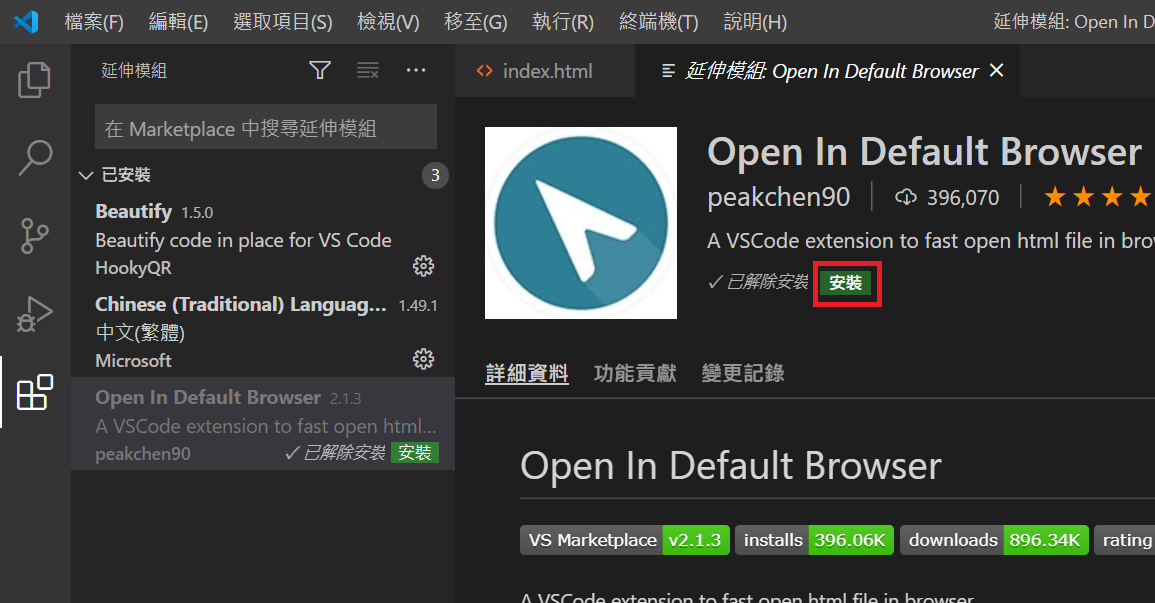 檔案(F) 編輯(E) 選取項目(S) 檢視(V) 移至(G) 執行(R) 終端機(T) 說明(H) 延伸模組: Open In D
延伸模組
index.html
延伸模組: Open In Default Browser
在 Marketplace 中搜尋延伸模組
已安裝 3
Beautify 1.5.0
Beautify code in place for VS Code
HookyQR
Chinese (Traditional) Languag... 1.49.1
中文(繁體)
Microsoft
Open In Default Browser 2.1.3
A VSCode extension to fast open html...
peakchen90 ✓已解除安裝 安裝
Open In Default Browser
peakchen90 396,070
A VSCode extension to fast open html file in brow
✓已解除安裝 安裝
詳細資料 功能貢獻 變更記錄
Open In Default Browser
VS Marketplace v2.1.3 installs 396.06K downloads 896.34K rating
A VSCode extension to fast open html file in browser